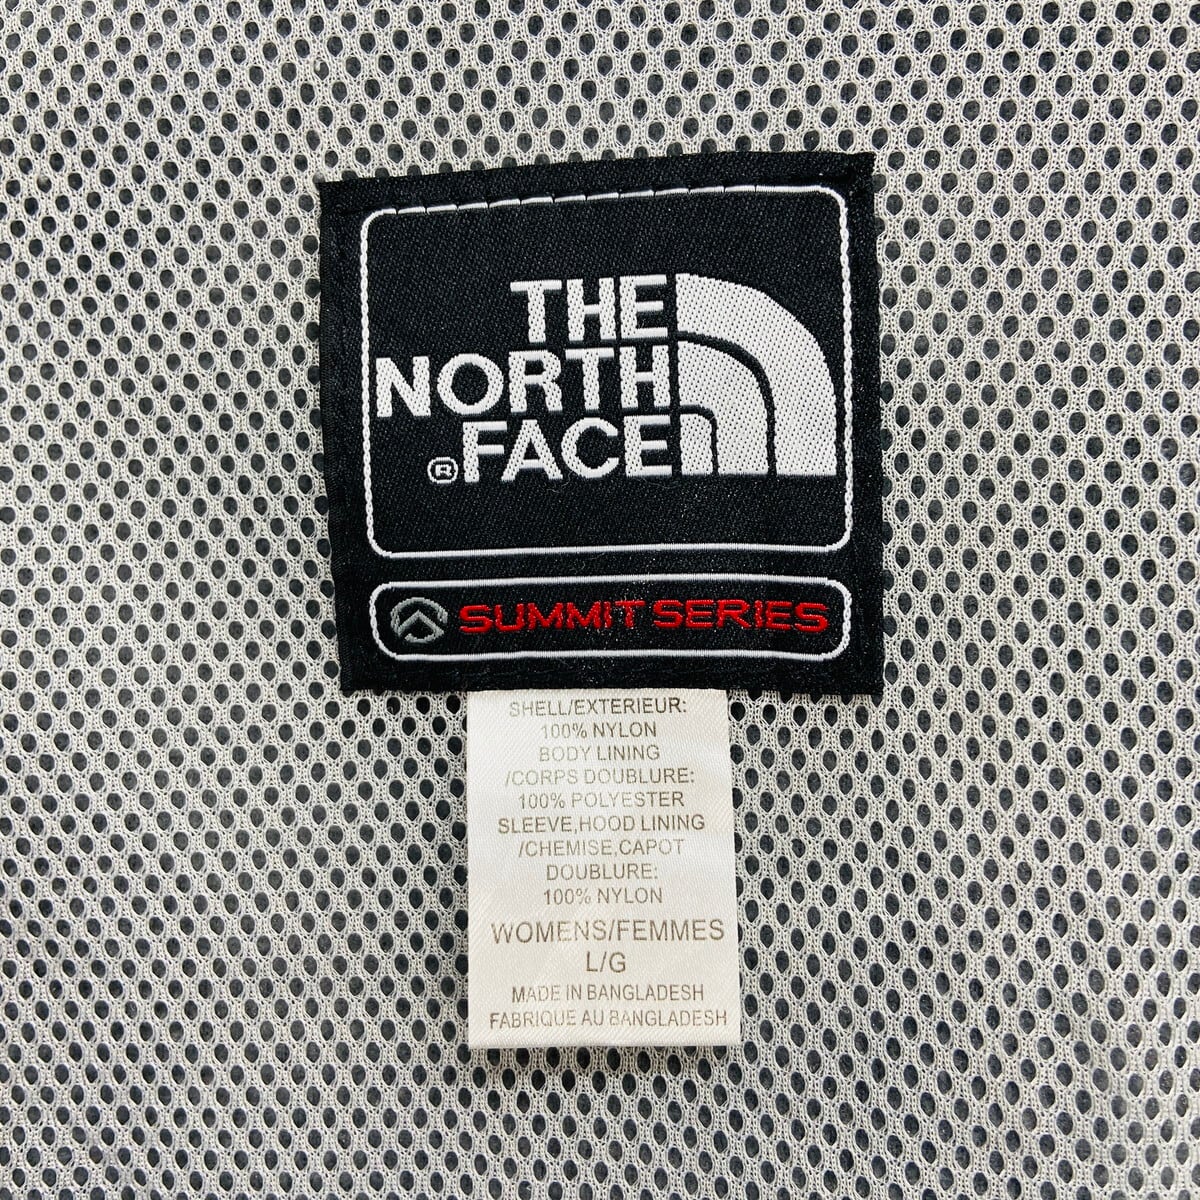 THE
NORTH
®FACE
SUMMIT SERIES
SHELL/EXTERIEUR:
100% NYLON
BODY LINING
/CORPS DOUBLURE:
100% POLYESTER
SLEEVE,HOOD LINING
/CHEMISE,CAPOT
DOUBLURE:
100% NYLON
WOMENS/FEMMES
L/G
MADE IN BANGLADESH
FABRIQUE AU BANGLADESH